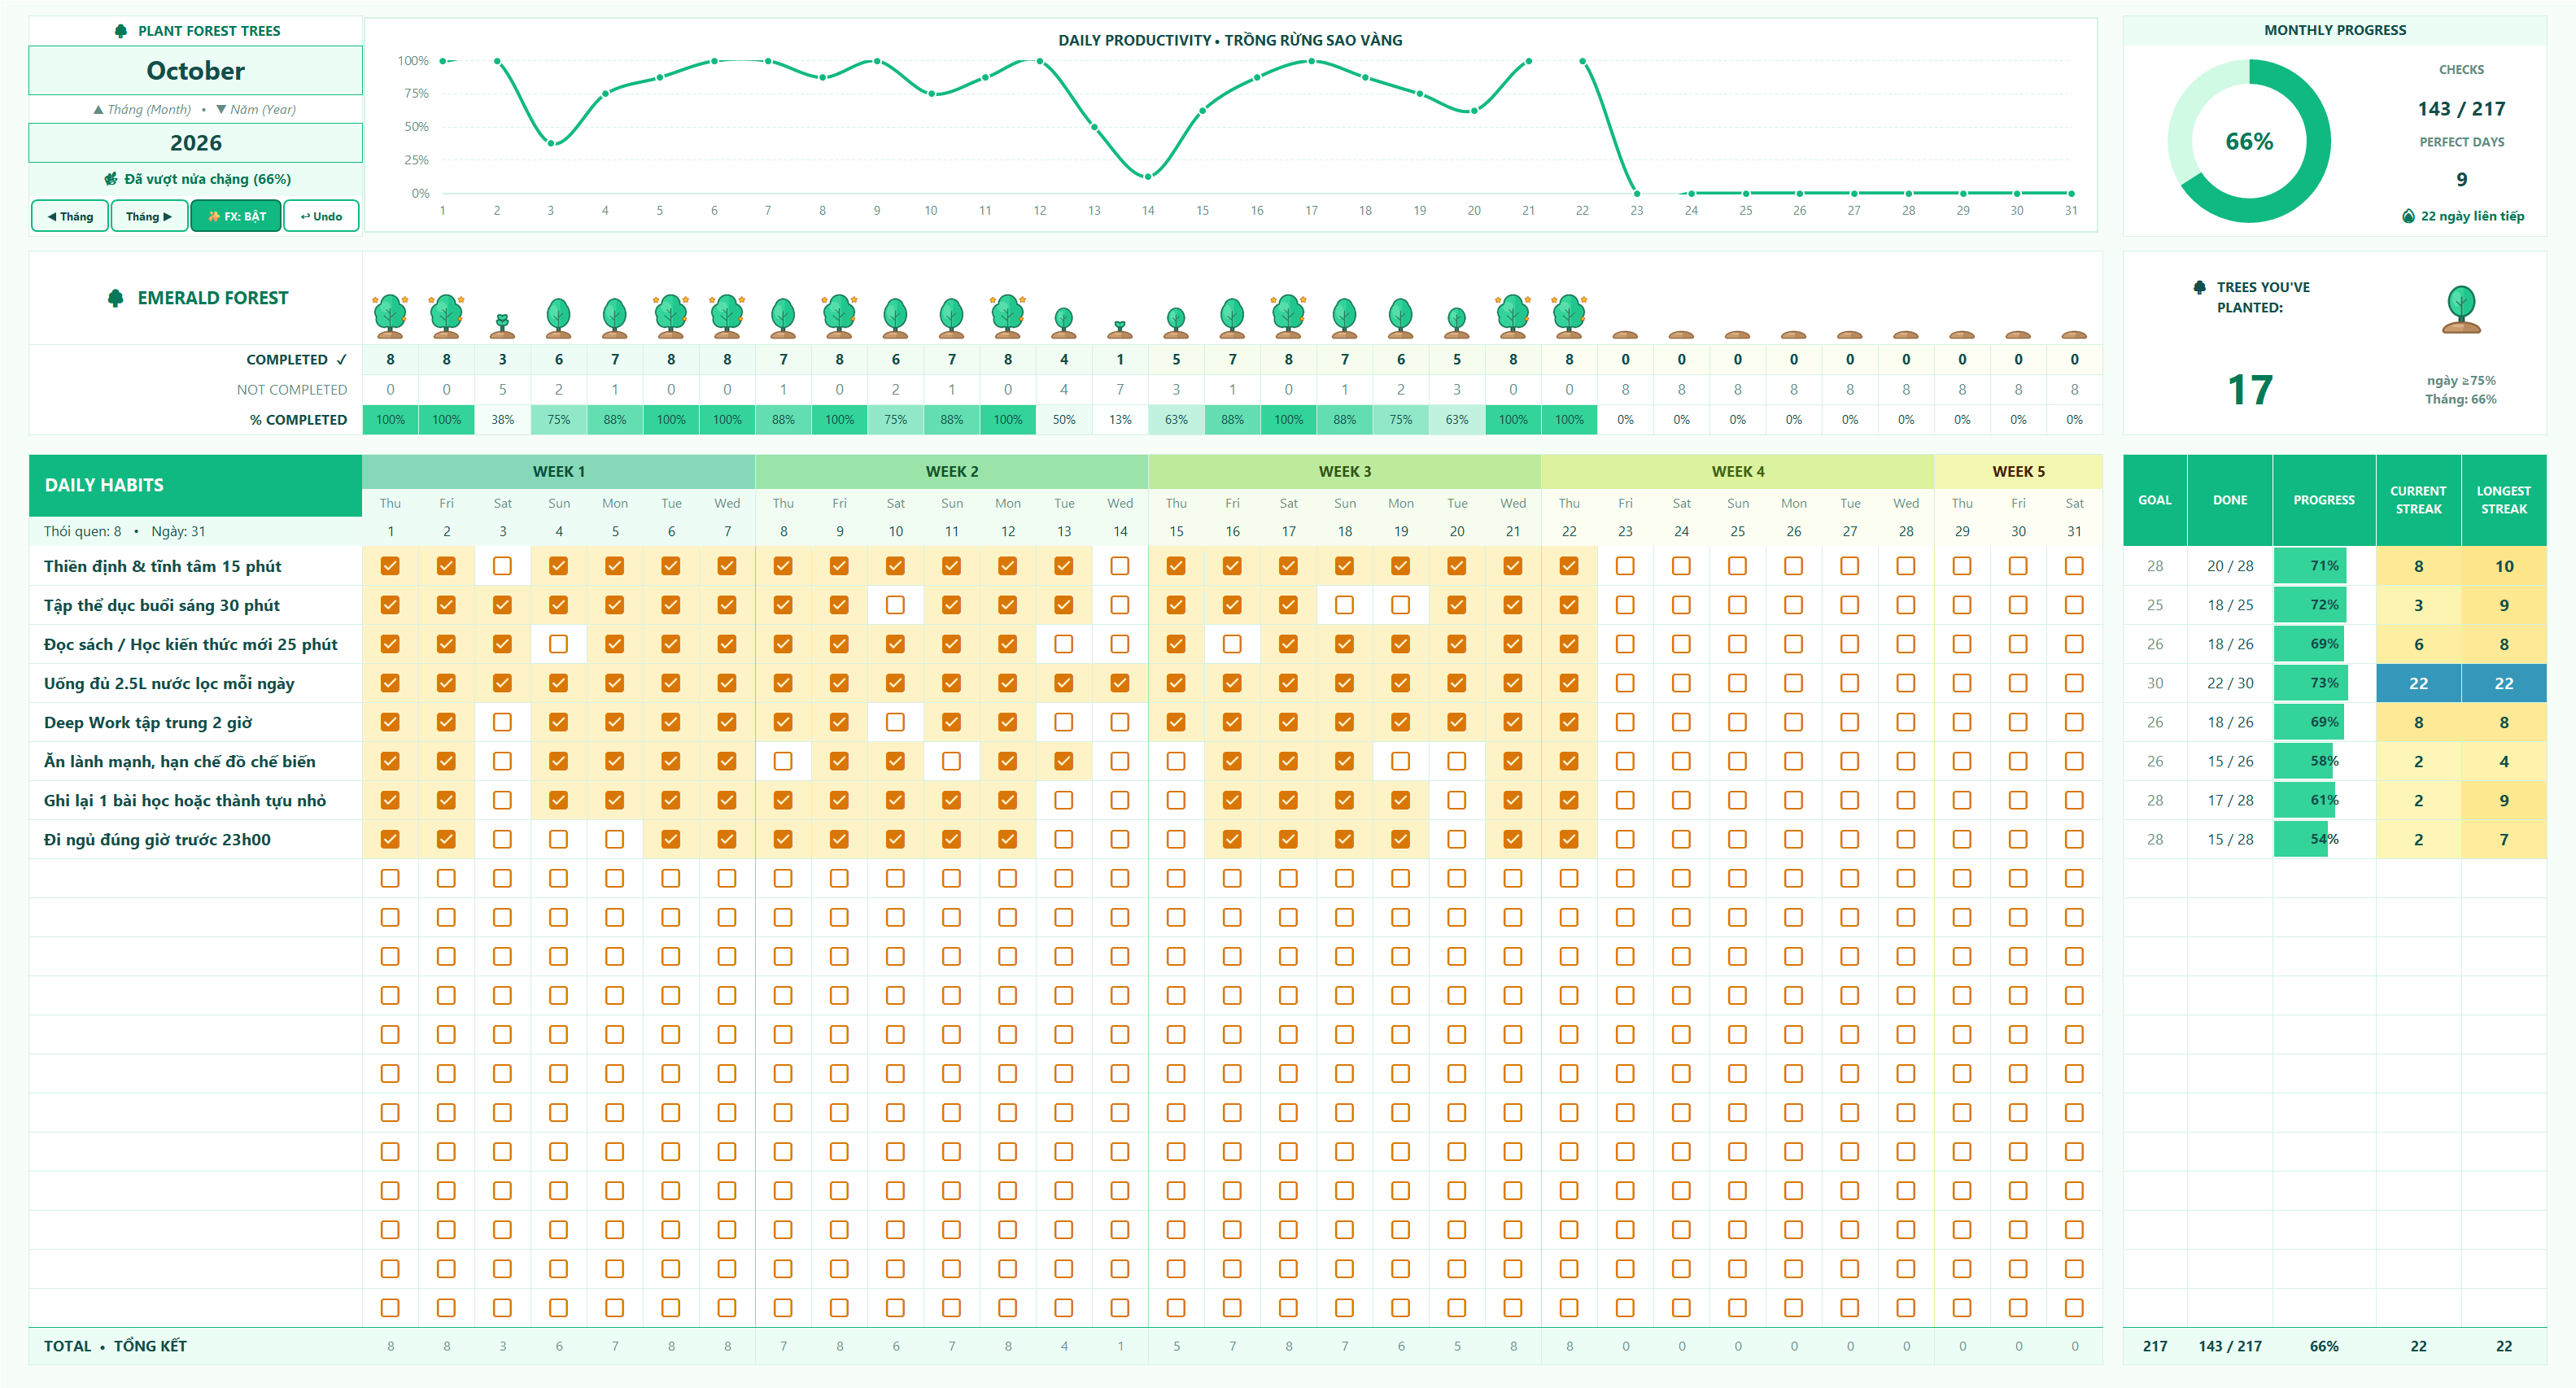 PLANT FOREST TREES
October
▲ Tháng (Month) • ▼ Năm (Year)
2026
Đã vượt nửa chặng (66%)
◀ Tháng Tháng ▶ FX: BẬT ↩ Undo
DAILY PRODUCTIVITY • TRỒNG RỪNG SAO VÀNG
100%
75%
50%
25%
0%
1 2 3 4 5 6 7 8 9 10 11 12 13 14 15 16 17 18 19 20 21 22 23 24 25 26 27 28 29 30 31
MONTHLY PROGRESS
66%
CHECKS
143 / 217
PERFECT DAYS
9
22 ngày liên tiếp
EMERALD FOREST
COMPLETED ✓ 8 8 3 6 7 8 8 7 8 6 7 8 4 1 5 7 8 7 6 5 8 8 0 0 0 0 0 0 0 0 0
NOT COMPLETED 0 0 5 2 1 0 0 1 0 2 1 0 4 7 3 1 0 1 2 3 0 0 8 8 8 8 8 8 8 8 8
% COMPLETED 100% 100% 38% 75% 88% 100% 100% 88% 100% 75% 88% 100% 50% 13% 63% 88% 100% 88% 75% 63% 100% 100% 0% 0% 0% 0% 0% 0% 0% 0% 0%
TREES YOU'VE
PLANTED:
17
ngày ≥75%
Tháng: 66%
DAILY HABITS WEEK 1 WEEK 2 WEEK 3 WEEK 4 WEEK 5
Thu Fri Sat Sun Mon Tue Wed Thu Fri Sat Sun Mon Tue Wed Thu Fri Sat Sun Mon Tue Wed Thu Fri Sat Sun Mon Tue Wed Thu Fri Sat
Thói quen: 8 • Ngày: 31 1 2 3 4 5 6 7 8 9 10 11 12 13 14 15 16 17 18 19 20 21 22 23 24 25 26 27 28 29 30 31
GOAL DONE PROGRESS CURRENT STREAK LONGEST STREAK
Thiền định & tĩnh tâm 15 phút 28 20 / 28 71% 8 10
Tập thể dục buổi sáng 30 phút 25 18 / 25 72% 3 9
Đọc sách / Học kiến thức mới 25 phút 26 18 / 26 69% 6 8
Uống đủ 2.5L nước lọc mỗi ngày 30 22 / 30 73% 22 22
Deep Work tập trung 2 giờ 26 18 / 26 69% 8 8
Ăn lành mạnh, hạn chế đồ chế biến 26 15 / 26 58% 2 4
Ghi lại 1 bài học hoặc thành tựu nhỏ 28 17 / 28 61% 2 9
Đi ngủ đúng giờ trước 23h00 28 15 / 28 54% 2 7
TOTAL • TỔNG KẾT 8 8 3 6 7 8 8 7 8 6 7 8 4 1 5 7 8 7 6 5 8 8 0 0 0 0 0 0 0 0 0 217 143 / 217 66% 22 22